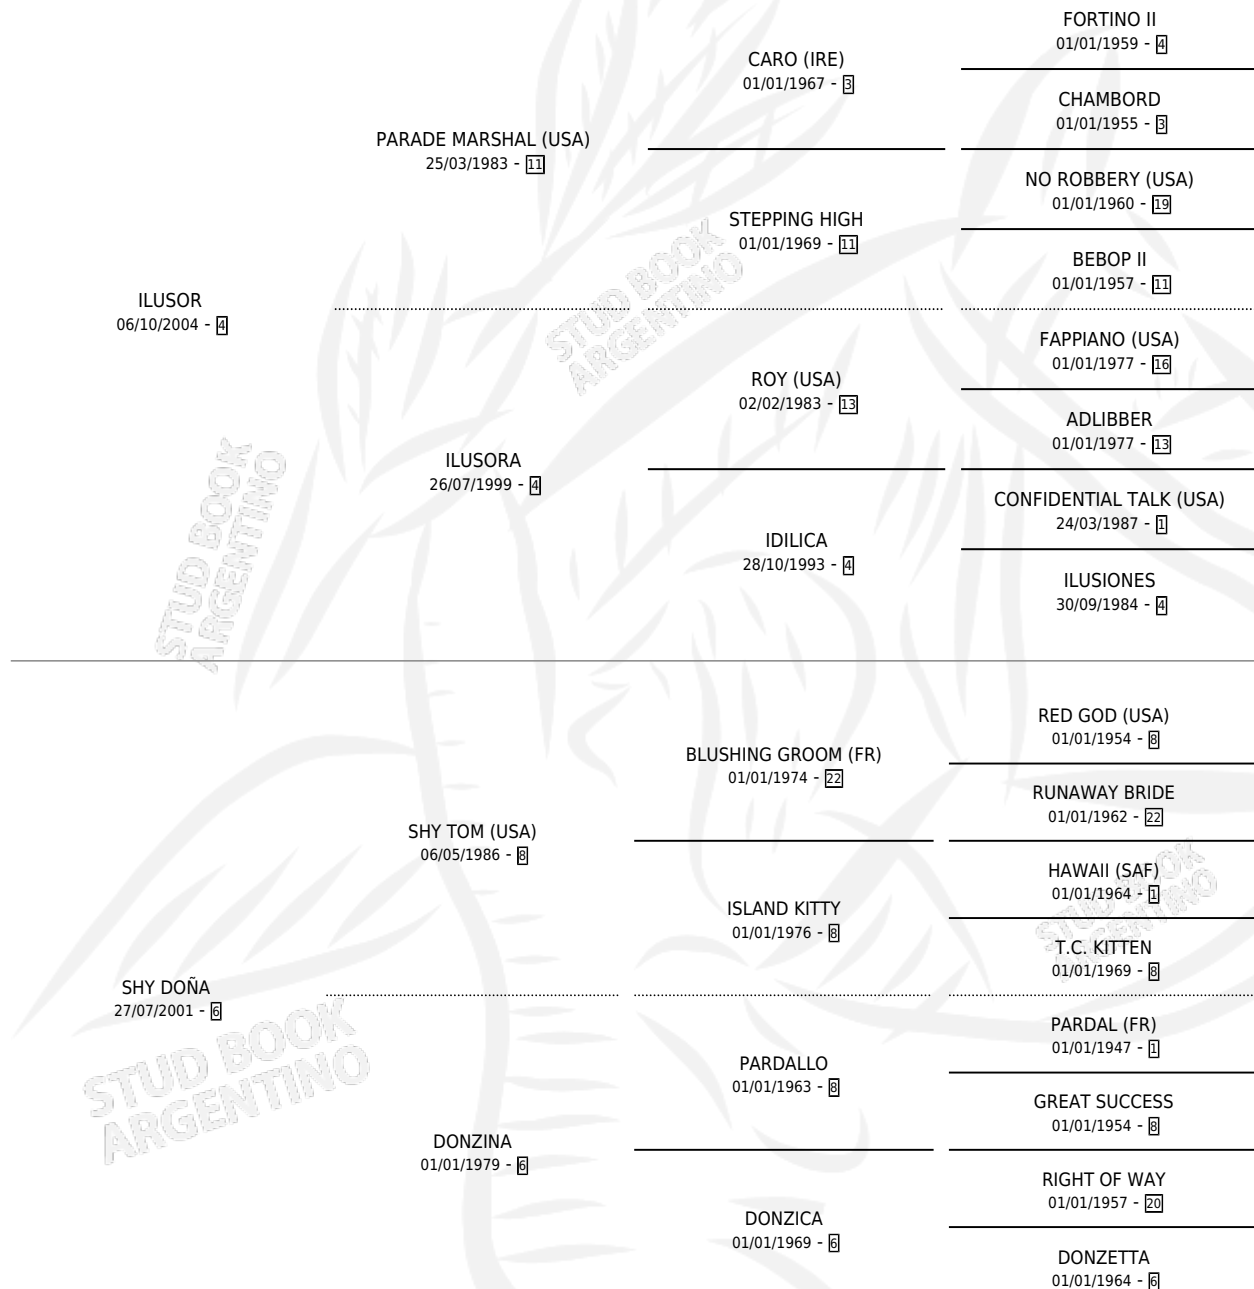 FORTINO II
01/01/1959 - 4
CARO (IRE)
01/01/1967 - 3
CHAMBORD
01/01/1955 - 3
PARADE MARSHAL (USA)
25/03/1983 - 11
NO ROBBERY (USA)
01/01/1960 - 19
STEPPING HIGH
01/01/1969 - 11
BEBOP II
01/01/1957 - 11
ILUSOR
06/10/2004 - 4
FAPPIANO (USA)
01/01/1977 - 16
ROY (USA)
02/02/1983 - 13
ADLIBBER
01/01/1977 - 13
ILUSORA
26/07/1999 - 4
CONFIDENTIAL TALK (USA)
24/03/1987 - 1
IDILICA
28/10/1993 - 4
ILUSIONES
30/09/1984 - 4
RED GOD (USA)
01/01/1954 - 8
BLUSHING GROOM (FR)
01/01/1974 - 22
RUNAWAY BRIDE
01/01/1962 - 22
SHY TOM (USA)
06/05/1986 - 8
HAWAII (SAF)
01/01/1964 - 1
ISLAND KITTY
01/01/1976 - 8
T.C. KITTEN
01/01/1969 - 8
SHY DOÑA
27/07/2001 - 6
PARDAL (FR)
01/01/1947 - 1
PARDALLO
01/01/1963 - 8
GREAT SUCCESS
01/01/1954 - 8
DONZINA
01/01/1979 - 6
RIGHT OF WAY
01/01/1957 - 20
DONZICA
01/01/1969 - 6
DONZETTA
01/01/1964 - 6
STUD BOOK
ARGENTINO
STUD BOOK
ARGENTINO
STUD BOOK
ARGENTINO
STUD BOOK
ARGENTINO